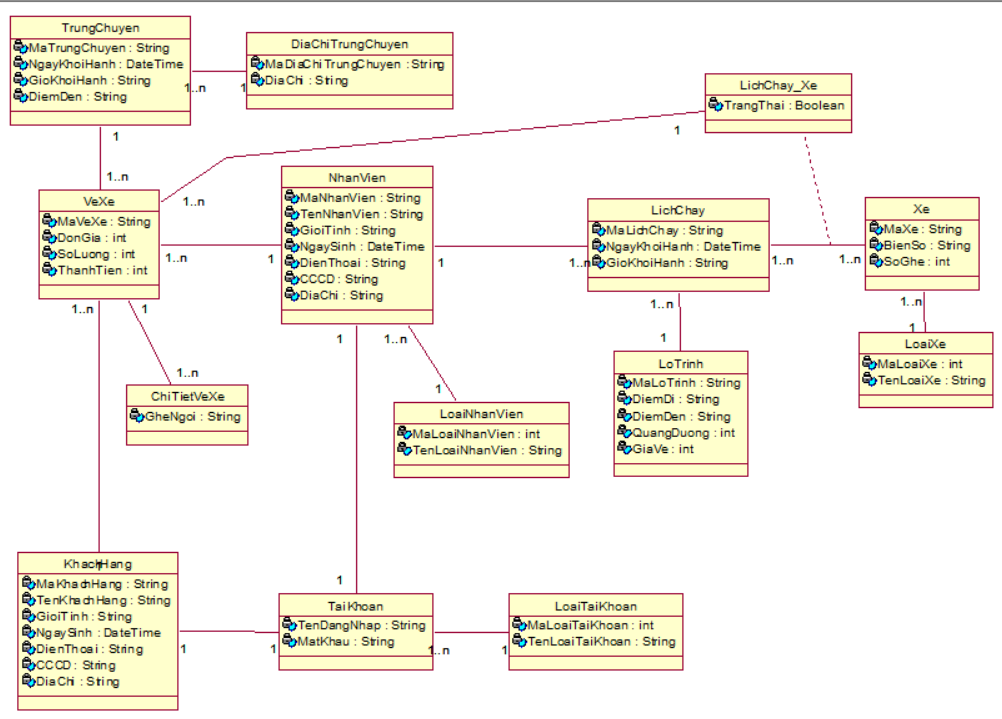 TrungChuyen
MaTrungChuyen : String
NgayKhoiHanh : DateTime
GioKhoiHanh : String
DiemDen : String
1..n
1
DiaChiTrungChuyen
MaDiaChiTrungChuyen : String
DiaChi : String
1
1..n
LichChay_Xe
TrangThai : Boolean
1
1..n
VeXe
MaVeXe : String
DonGia : int
SoLuong : int
ThanhTien : int
1..n
1
NhanVien
MaNhanVien : String
TenNhanVien : String
GioiTinh : String
NgaySinh : DateTime
DienThoai : String
CCCD : String
DiaChi : String
1
1..n
LichChay
MaLichChay : String
NgayKhoiHanh : DateTime
GioKhoiHanh : String
1..n
1..n
Xe
MaXe : String
BienSo : String
SoGhe : int
1..n
1
1..n
1
LoaiXe
MaLoaiXe : int
TenLoaiXe : String
LoTrinh
MaLoTrinh : String
DiemDi : String
DiemDen : String
QuangDuong : int
GiaVe : int
1..n
1
1..n
ChiTietVeXe
GheNgoi : String
1
1..n
1
LoaiNhanVien
MaLoaiNhanVien : int
TenLoaiNhanVien : String
1
KhachHang
MaKhachHang : String
TenKhachHang : String
GioiTinh : String
NgaySinh : DateTime
DienThoai : String
CCCD : String
DiaChi : String
1
1
TaiKhoan
TenDangNhap : String
MatKhau : String
1..n
1
LoaiTaiKhoan
MaLoaiTaiKhoan : int
TenLoaiTaiKhoan : String